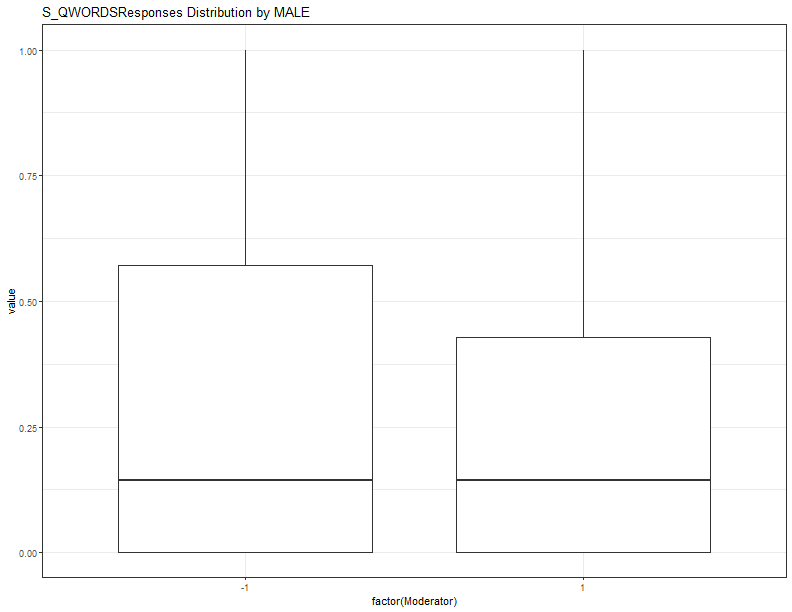 S_QWORDSResponses Distribution by MALE
1.00
0.75
0.50
0.25
0.00
value
-1
1
factor(Moderator)